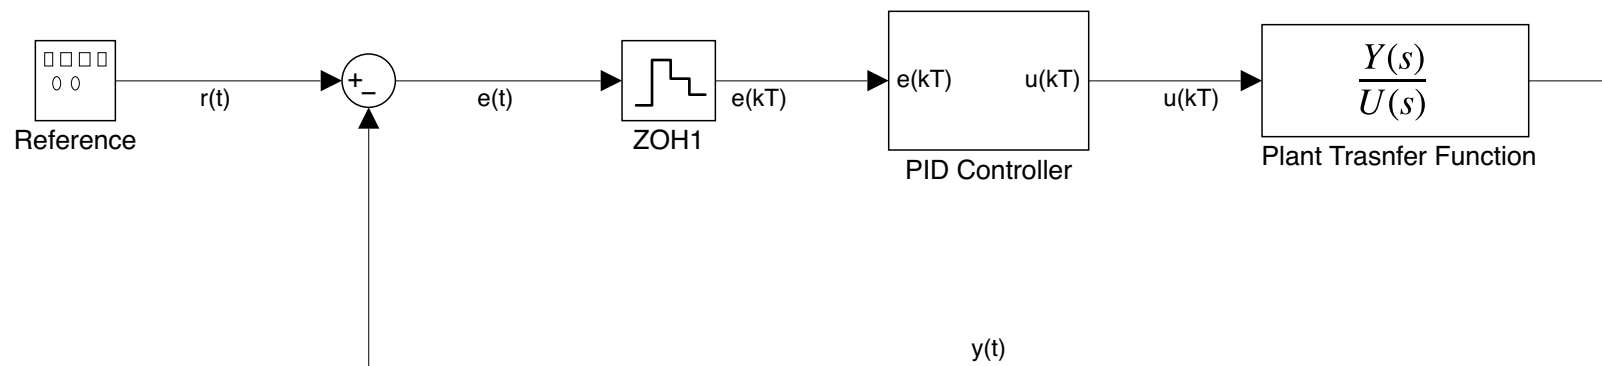 r(t)
Reference
+
−
e(t)
ZOH1
e(kT)
e(kT)
u(kT)
PID Controller
u(kT)
Y(s)
U(s)
Plant Trasnfer Function
y(t)